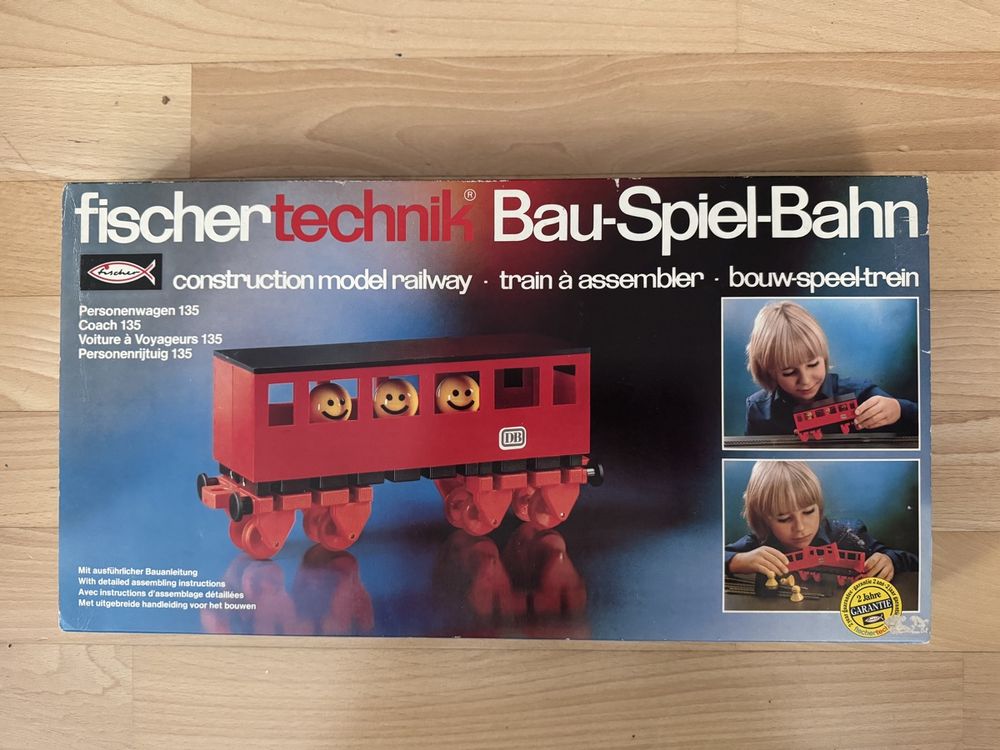 fischertechnik® Bau-Spiel-Bahn
fischer
construction model railway · train à assembler · bouw-speel-trein
Personenwagen 135
Coach 135
Voiture à Voyageurs 135
Personenrijtuig 135
DB
Mit ausführlicher Bauanleitung
With detailed assembling instructions
Avec instructions d'assemblage détaillées
Met uitgebreide handleiding voor het bouwen
2 Jahre
GARANTIE